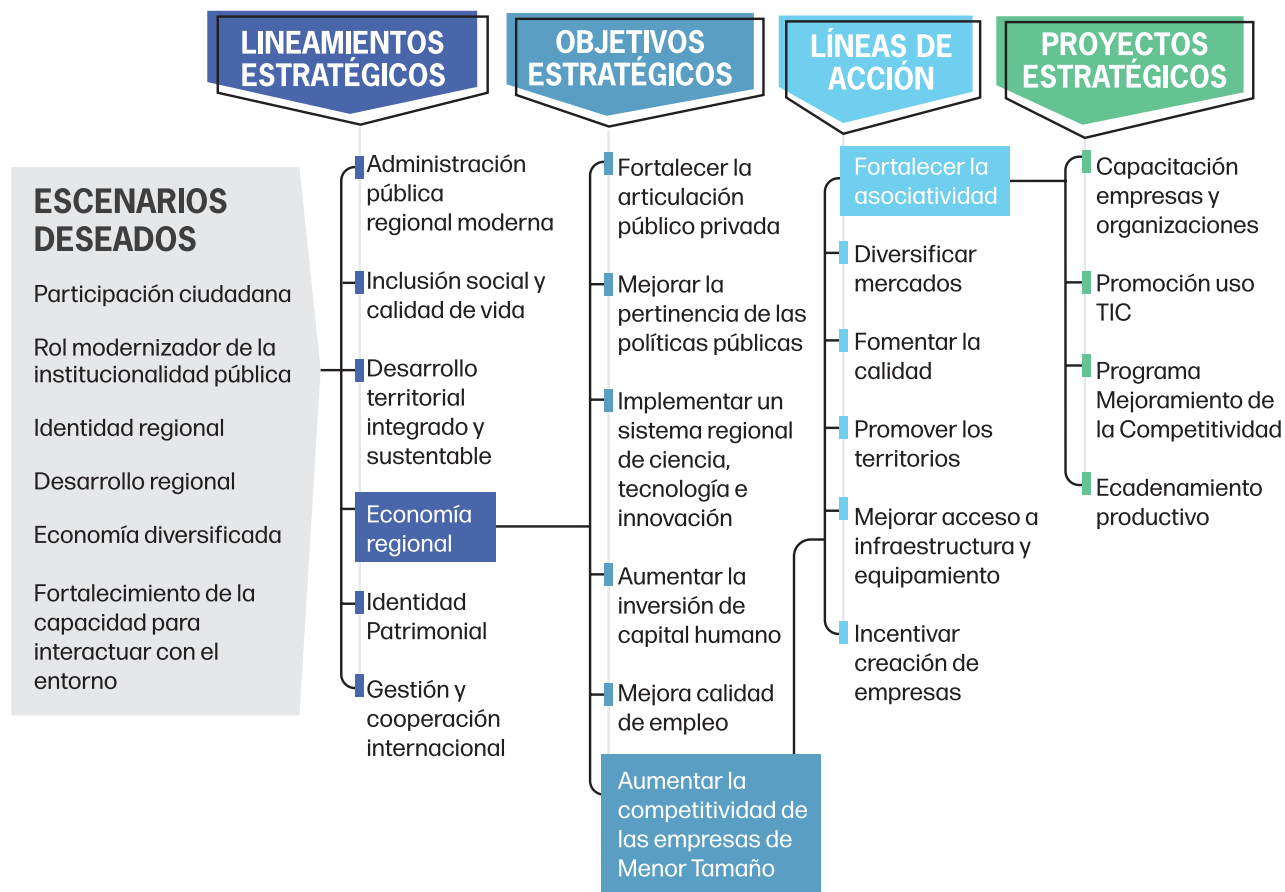 LINEAMIENTOS
ESTRATÉGICOS
OBJETIVOS
ESTRATÉGICOS
LÍNEAS DE
ACCIÓN
PROYECTOS
ESTRATÉGICOS
ESCENARIOS
DESEADOS
Participación ciudadana
Rol modernizador de la
institucionalidad pública
Identidad regional
Desarrollo regional
Economía diversificada
Fortalecimiento de la
capacidad para
interactuar con el
entorno
Administración
pública
regional moderna
Inclusión social y
calidad de vida
Desarrollo
territorial
integrado y
sustentable
Economía
regional
Identidad
Patrimonial
Gestión y
cooperación
internacional
Fortalecer la
articulación
público privada
Mejorar la
pertinencia de las
políticas públicas
Implementar un
sistema regional
de ciencia,
tecnología e
innovación
Aumentar la
inversión de
capital humano
Mejora calidad
de empleo
Aumentar la
competitividad de
las empresas de
Menor Tamaño
Fortalecer la
asociatividad
Diversificar
mercados
Fomentar la
calidad
Promover los
territorios
Mejorar acceso a
infraestructura y
equipamiento
Incentivar
creación de
empresas
Capacitación
empresas y
organizaciones
Promoción uso
TIC
Programa
Mejoramiento de
la Competitividad
Ecadenamiento
productivo